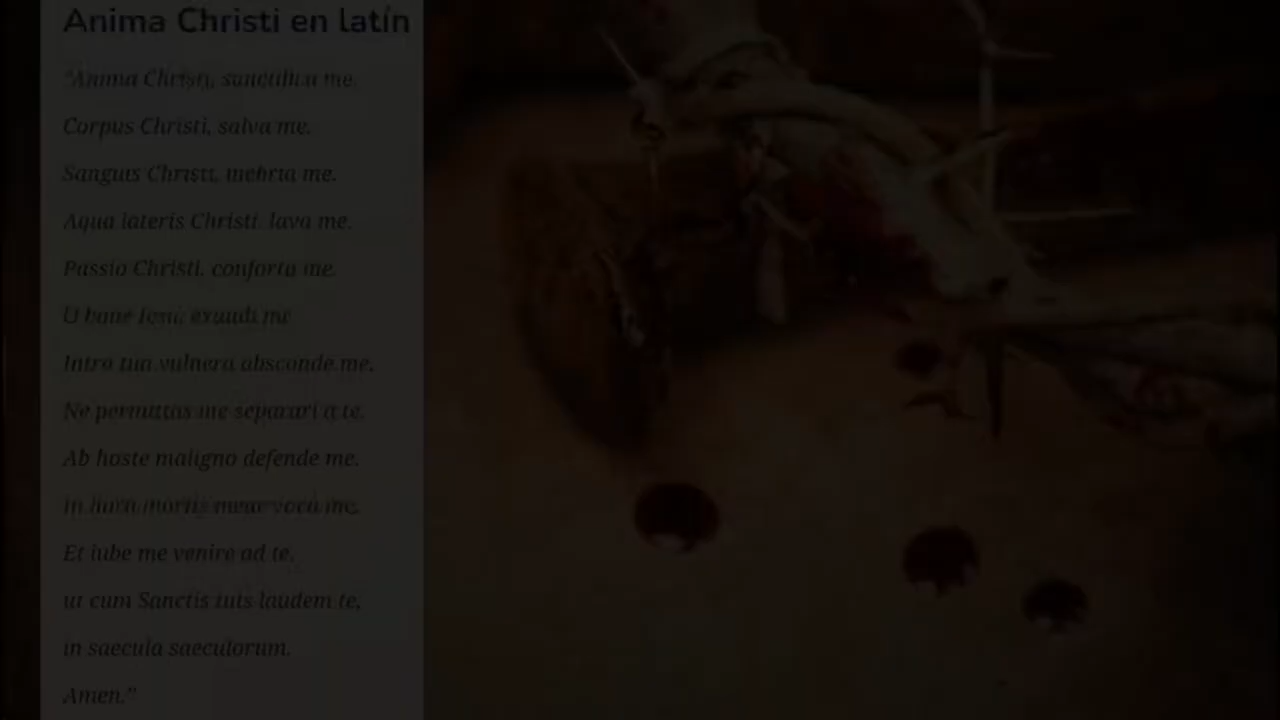 Anima Christi en latín
"Anima Christi, sanctifica me.
Corpus Christi, salva me.
Sanguis Christi, inebria me.
Aqua lateris Christi, lava me.
Passio Christi, conforta me.
O bone Iesu, exaudi me
Intra tua vulnera absconde me.
Ne permittas me separari a te.
Ab hoste maligno defende me.
in hora mortis meae voca me.
Et iube me venire ad te,
ut cum Sanctis tuis laudem te,
in saecula saeculorum.
Amen."